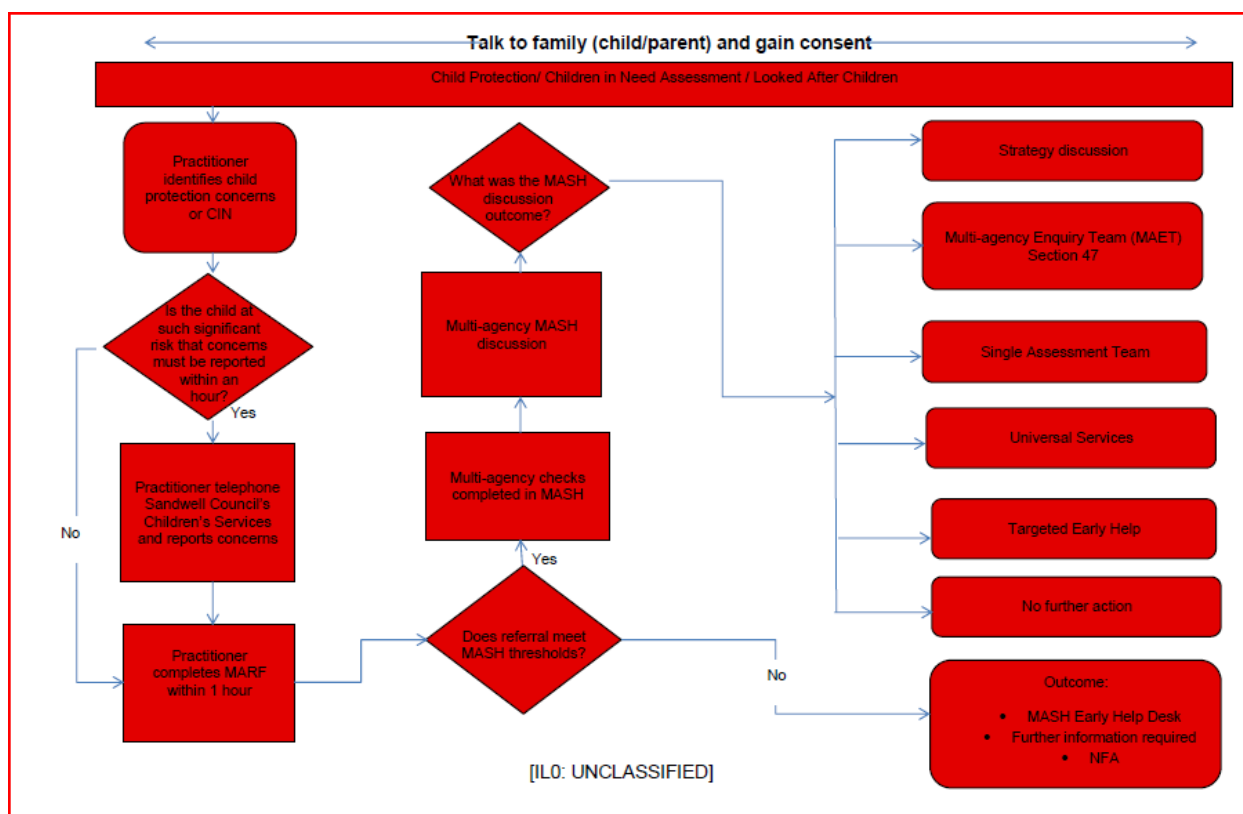 Talk to family (child/parent) and gain consent
Child Protection/ Children in Need Assessment / Looked After Children
Practitioner
identifies child
protection concerns
or CIN
Is the child at
such significant
risk that concerns
must be reported
within an
hour?
Yes
No
Practitioner telephone
Sandwell Council's
Children's Services
and reports concerns
Practitioner
completes MARF
within 1 hour
What was the MASH
discussion
outcome?
Multi-agency MASH
discussion
Multi-agency checks
completed in MASH
Yes
Does referral meet
MASH thresholds?
No
Strategy discussion
Multi-agency Enquiry Team (MAET)
Section 47
Single Assessment Team
Universal Services
Targeted Early Help
No further action
Outcome:
• MASH Early Help Desk
• Further information required
• NFA
[IL0: UNCLASSIFIED]